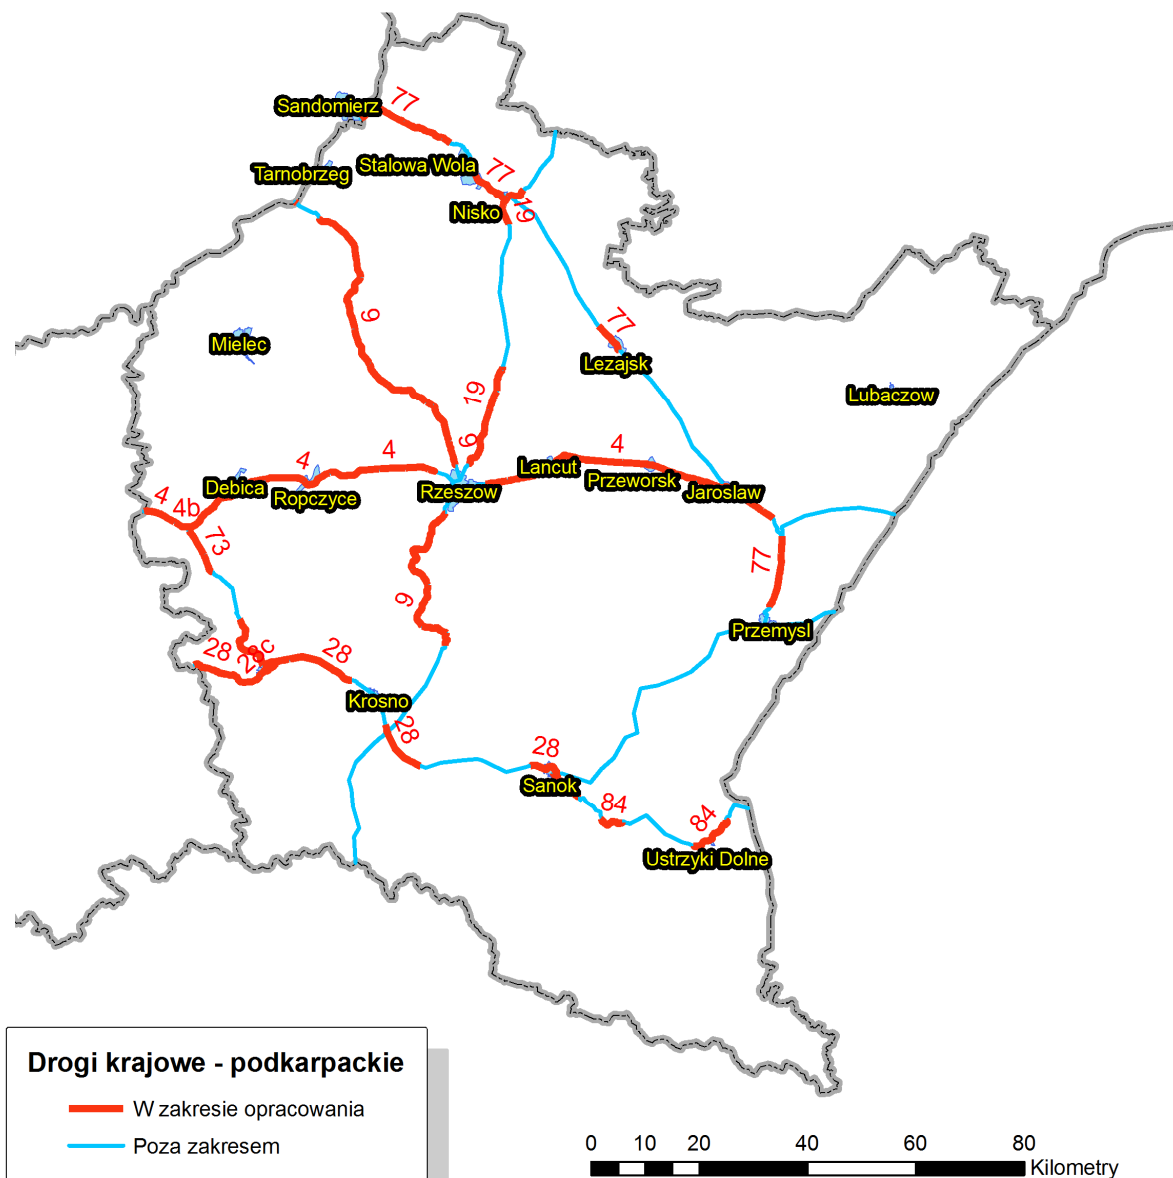 77
Sandomierz
Stalowa Wola
77
Tarnobrzeg
Nisko
19
9
77
Mielec
Lezajsk
19
Lubaczow
9
4
4
4
Lancut
Debica
Ropczyce
Rzeszow
Przeworsk
Jaroslaw
4
4b
73
77
9
Przemysl
28
28c
28
Krosno
28
28
Sanok
84
84
Ustrzyki Dolne
Drogi krajowe - podkarpackie
W zakresie opracowania
Poza zakresem
0 10 20 40 60 80
Kilometry